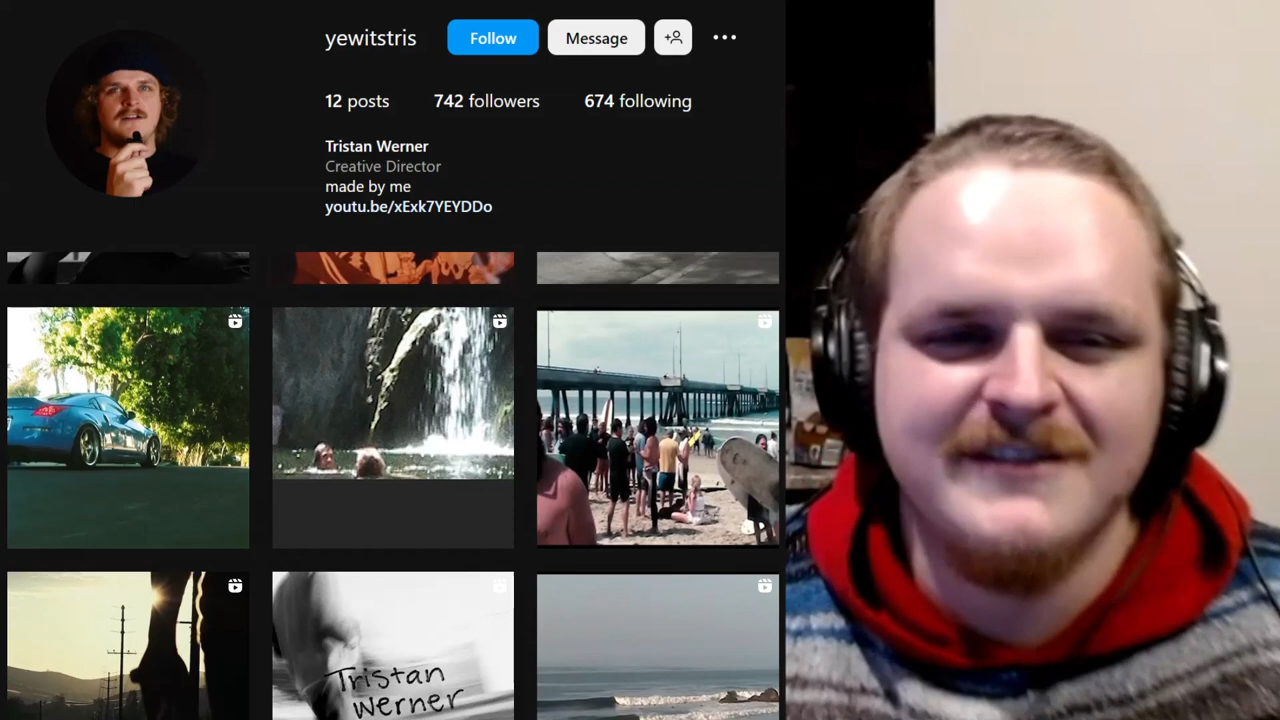 yewitstris Follow Message
12 posts 742 followers 674 following
Tristan Werner
Creative Director
made by me
youtu.be/xExk7YEYDDo
Tristan
Werner